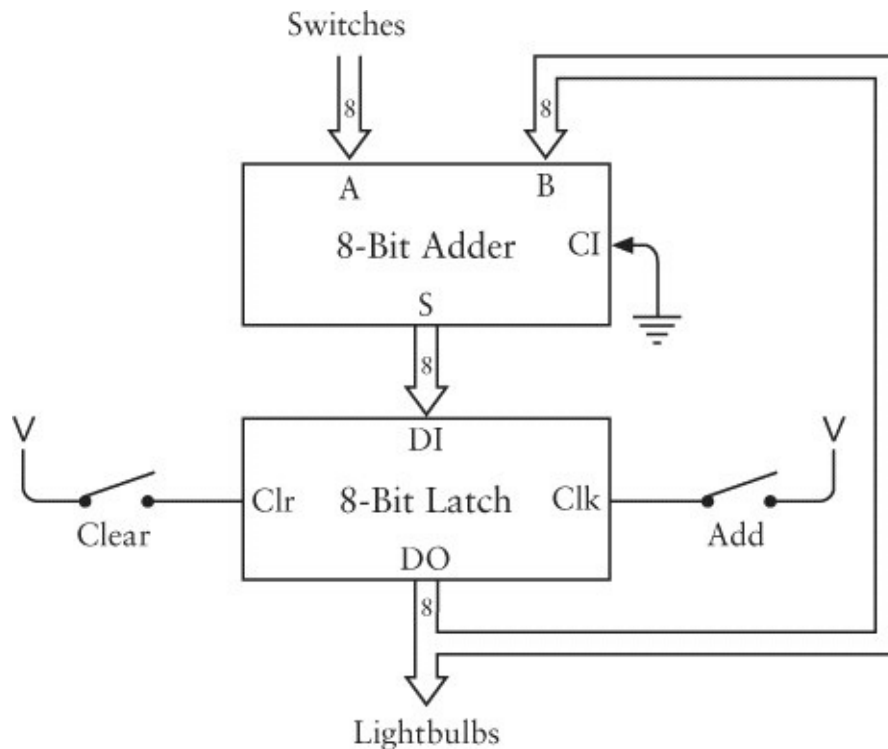 Switches
8
8
A
B
8-Bit Adder
CI
S
8
V
V
DI
Clr
8-Bit Latch
Clk
Clear
Add
DO
8
Lightbulbs